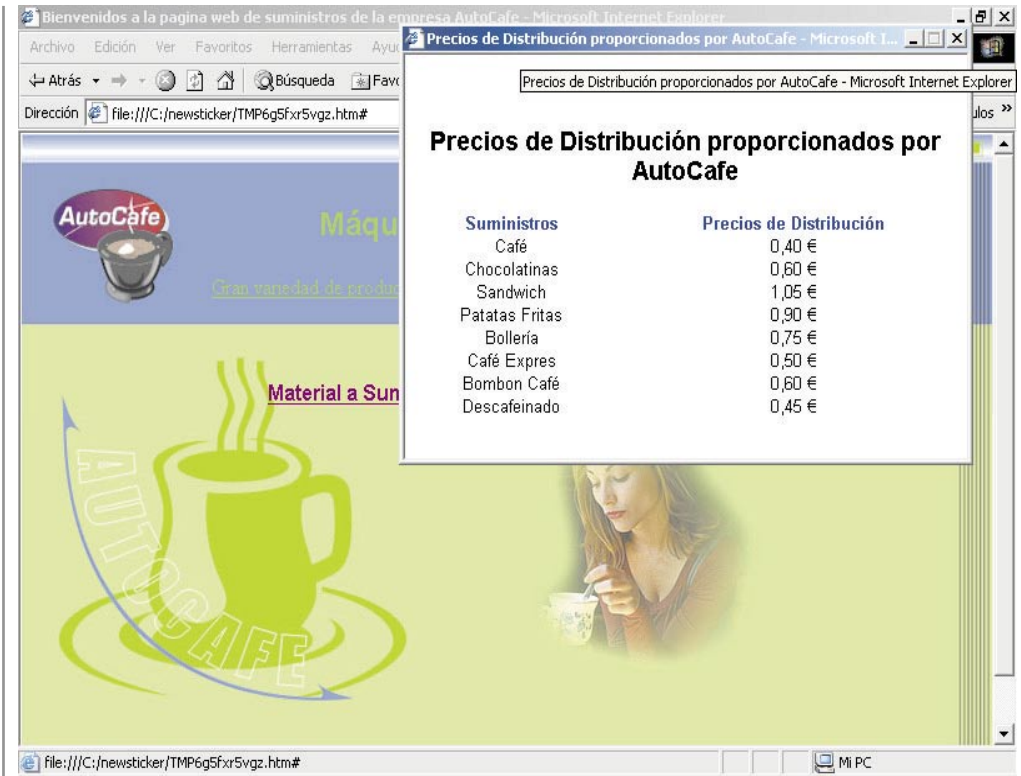 Bienvenidos a la pagina web de suministros de la empresa AutoCafe - Microsoft Internet Explorer
Archivo Edición Ver Favoritos Herramientas
Atrás Búsqueda
Dirección file:///C:/newsticker/TMP6g5fxr5vgz.htm#
Precios de Distribución proporcionados por AutoCafe - Microsoft I...
Precios de Distribución proporcionados por AutoCafe - Microsoft Internet Explorer
Precios de Distribución proporcionados por
AutoCafe
Suministros Precios de Distribución
Café 0,40 €
Chocolatinas 0,60 €
Sandwich 1,05 €
Patatas Fritas 0,90 €
Bollería 0,75 €
Café Expres 0,50 €
Bombon Café 0,60 €
Descafeinado 0,45 €
AutoCafe
Gran variedad de
Material a
AUTOCAFE
file:///C:/newsticker/TMP6g5fxr5vgz.htm# Mi PC